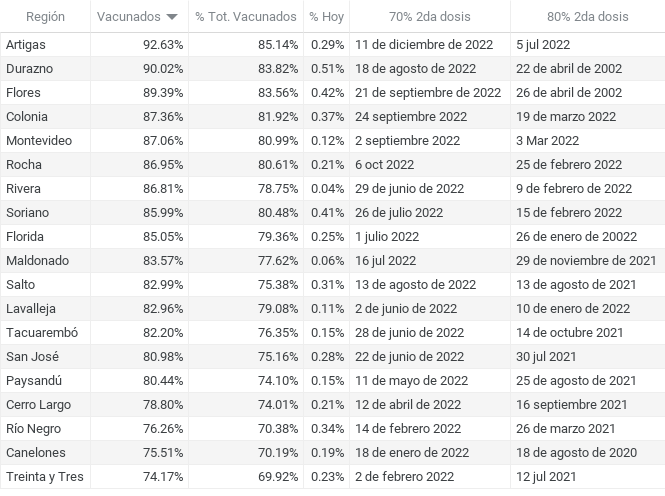 Región Vacunados % Tot. Vacunados % Hoy 70% 2da dosis 80% 2da dosis
Artigas 92.63% 85.14% 0.29% 11 de diciembre de 2022 5 jul 2022
Durazno 90.02% 83.82% 0.51% 18 de agosto de 2022 22 de abril de 2002
Flores 89.39% 83.56% 0.42% 21 de septiembre de 2022 26 de abril de 2002
Colonia 87.36% 81.92% 0.37% 24 septiembre 2022 19 de marzo 2022
Montevideo 87.06% 80.99% 0.12% 2 septiembre 2022 3 Mar 2022
Rocha 86.95% 80.61% 0.21% 6 oct 2022 25 de febrero 2022
Rivera 86.81% 78.75% 0.04% 29 de junio de 2022 9 de febrero de 2022
Soriano 85.99% 80.48% 0.41% 26 de julio 2022 15 de febrero 2022
Florida 85.05% 79.36% 0.25% 1 julio 2022 26 de enero de 20022
Maldonado 83.57% 77.62% 0.06% 16 jul 2022 29 de noviembre de 2021
Salto 82.99% 75.38% 0.31% 13 de agosto de 2022 13 de agosto de 2021
Lavalleja 82.96% 79.08% 0.11% 2 de junio de 2022 10 de enero de 2022
Tacuarembó 82.20% 76.35% 0.15% 28 de junio de 2022 14 de octubre 2021
San José 80.98% 75.16% 0.28% 22 de junio de 2022 30 jul 2021
Paysandú 80.44% 74.10% 0.15% 11 de mayo de 2022 25 de agosto de 2021
Cerro Largo 78.80% 74.01% 0.21% 12 de abril de 2022 16 septiembre 2021
Río Negro 76.26% 70.38% 0.34% 14 de febrero 2022 26 de marzo 2021
Canelones 75.51% 70.19% 0.19% 18 de enero de 2022 18 de agosto de 2020
Treinta y Tres 74.17% 69.92% 0.23% 2 de febrero 2022 12 jul 2021